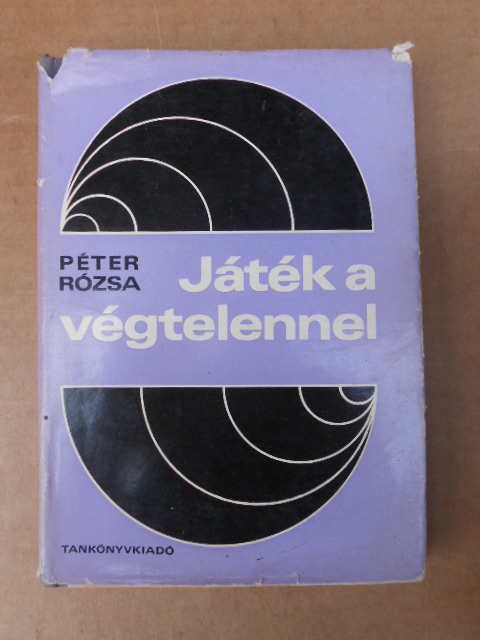 PÉTER
RÓZSA
Játék a
végtelennel
TANKÖNYVKIADÓ